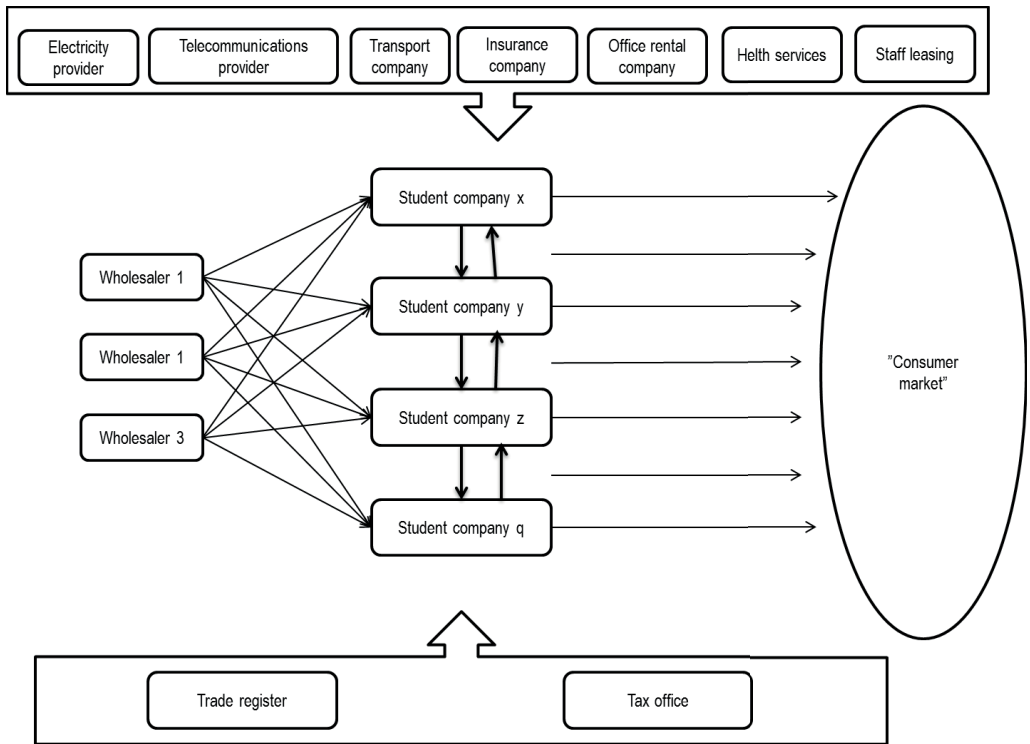 Electricity
provider
Telecommunications
provider
Transport
company
Insurance
company
Office rental
company
Helth services
Staff leasing
Student company x
Wholesaler 1
Student company y
Wholesaler 1
"Consumer
market"
Student company z
Wholesaler 3
Student company q
Trade register
Tax office